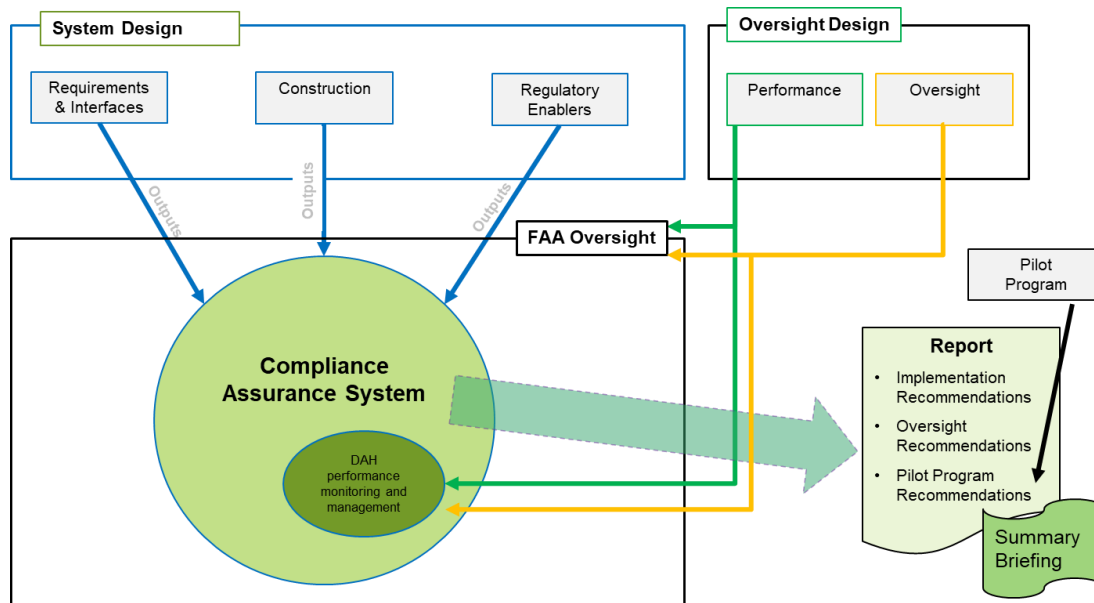 System Design
Oversight Design
Requirements
& Interfaces
Construction
Regulatory
Enablers
Performance
Oversight
Outputs
Outputs
Outputs
FAA Oversight
Pilot
Program
Compliance
Assurance System
DAH
performance
monitoring and
management
Report
• Implementation
Recommendations
• Oversight
Recommendations
• Pilot Program
Recommendations
Summary
Briefing